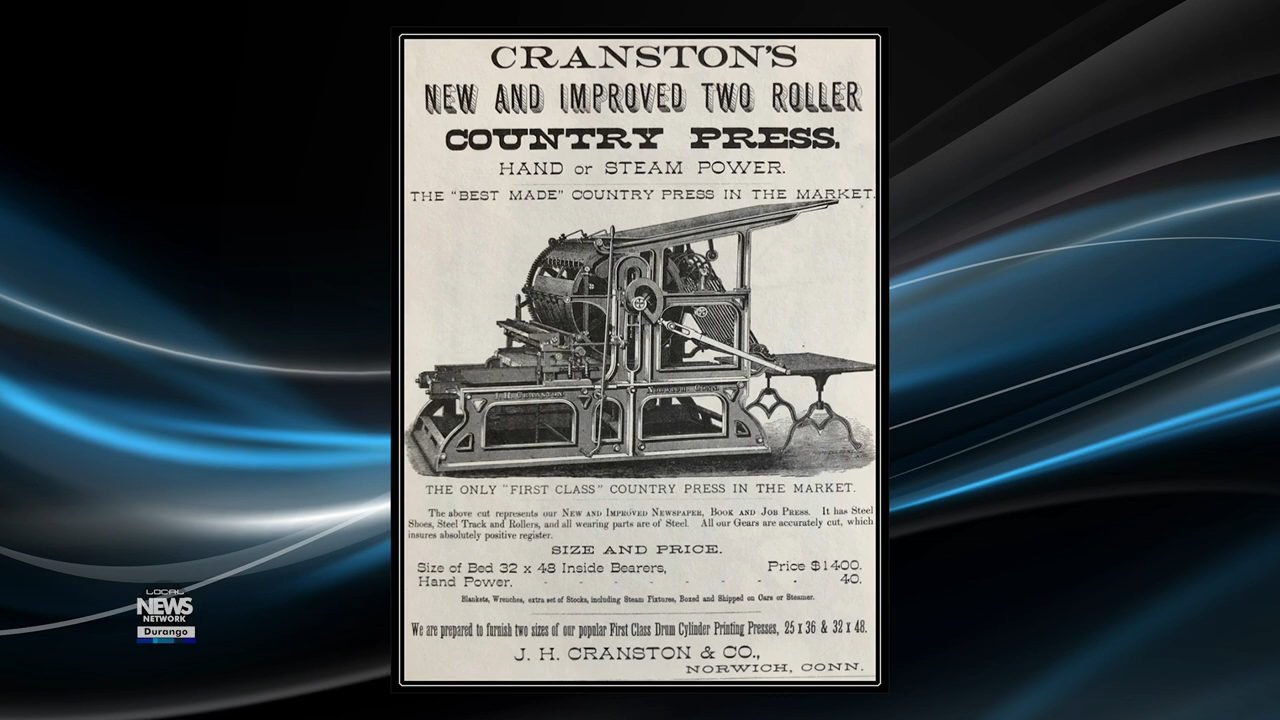 CRANSTON'S
NEW AND IMPROVED TWO ROLLER
COUNTRY PRESS.
HAND or STEAM POWER.
THE "BEST MADE" COUNTRY PRESS IN THE MARKET.
J. H. CRANSTON NORWICH CONN.
THE ONLY "FIRST CLASS" COUNTRY PRESS IN THE MARKET.
The above cut represents our NEW AND IMPROVED NEWSPAPER, BOOK AND JOB PRESS. It has Steel
Shoes, Steel Track and Rollers, and all wearing parts are of Steel. All our Gears are accurately cut, which
insures absolutely positive register.
SIZE AND PRICE.
Size of Bed 32 x 48 Inside Bearers, Price $1400.
Hand Power, - - - - - - - - 40.
Blankets, Wrenches, extra set of Stocks, including Steam Fixtures, Boxed and Shipped on Cars or Steamer.
We are prepared to furnish two sizes of our popular First Class Drum Cylinder Printing Presses, 25 x 36 & 32 x 48.
J. H. CRANSTON & CO.,
NORWICH, CONN.
LOCAL
NEWS
NETWORK
Durango